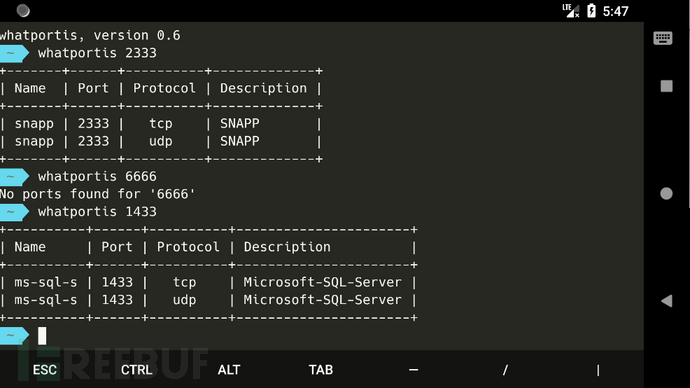 LTE 5:47
whatportis, version 0.6
~ whatportis 2333
+-------+------+----------+-------------+
| Name | Port | Protocol | Description |
+-------+------+----------+-------------+
| snapp | 2333 | tcp | SNAPP |
| snapp | 2333 | udp | SNAPP |
+-------+------+----------+-------------+
~ whatportis 6666
No ports found for '6666'
~ whatportis 1433
+----------+------+----------+----------------------+
| Name | Port | Protocol | Description |
+----------+------+----------+----------------------+
| ms-sql-s | 1433 | tcp | Microsoft-SQL-Server |
| ms-sql-s | 1433 | udp | Microsoft-SQL-Server |
+----------+------+----------+----------------------+
~
FREEBUF
ESC CTRL ALT TAB — / |